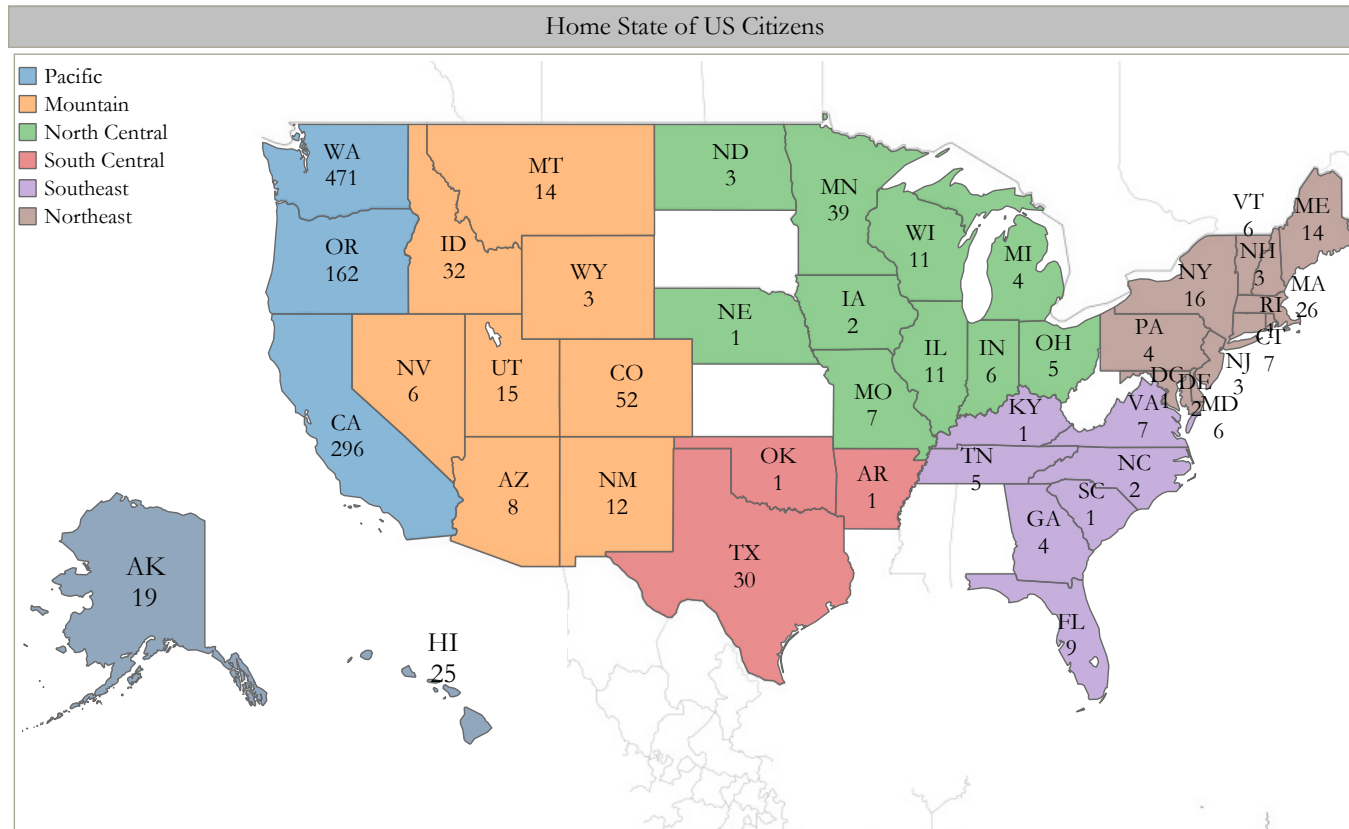 Home State of US Citizens
Pacific
Mountain
North Central
South Central
Southeast
Northeast
WA
471
OR
162
CA
296
AK
19
HI
25
MT
14
ID
32
WY
3
NV
6
UT
15
CO
52
AZ
8
NM
12
ND
3
MN
39
WI
11
MI
4
NE
1
IA
2
IL
11
IN
6
OH
5
MO
7
OK
1
AR
1
TX
30
KY
1
TN
5
VA
7
NC
2
SC
1
GA
4
FL
9
VT
6
ME
14
NH
3
NY
16
MA
26
RI
CT
7
PA
4
NJ
3
DC
DE
2
MD
6